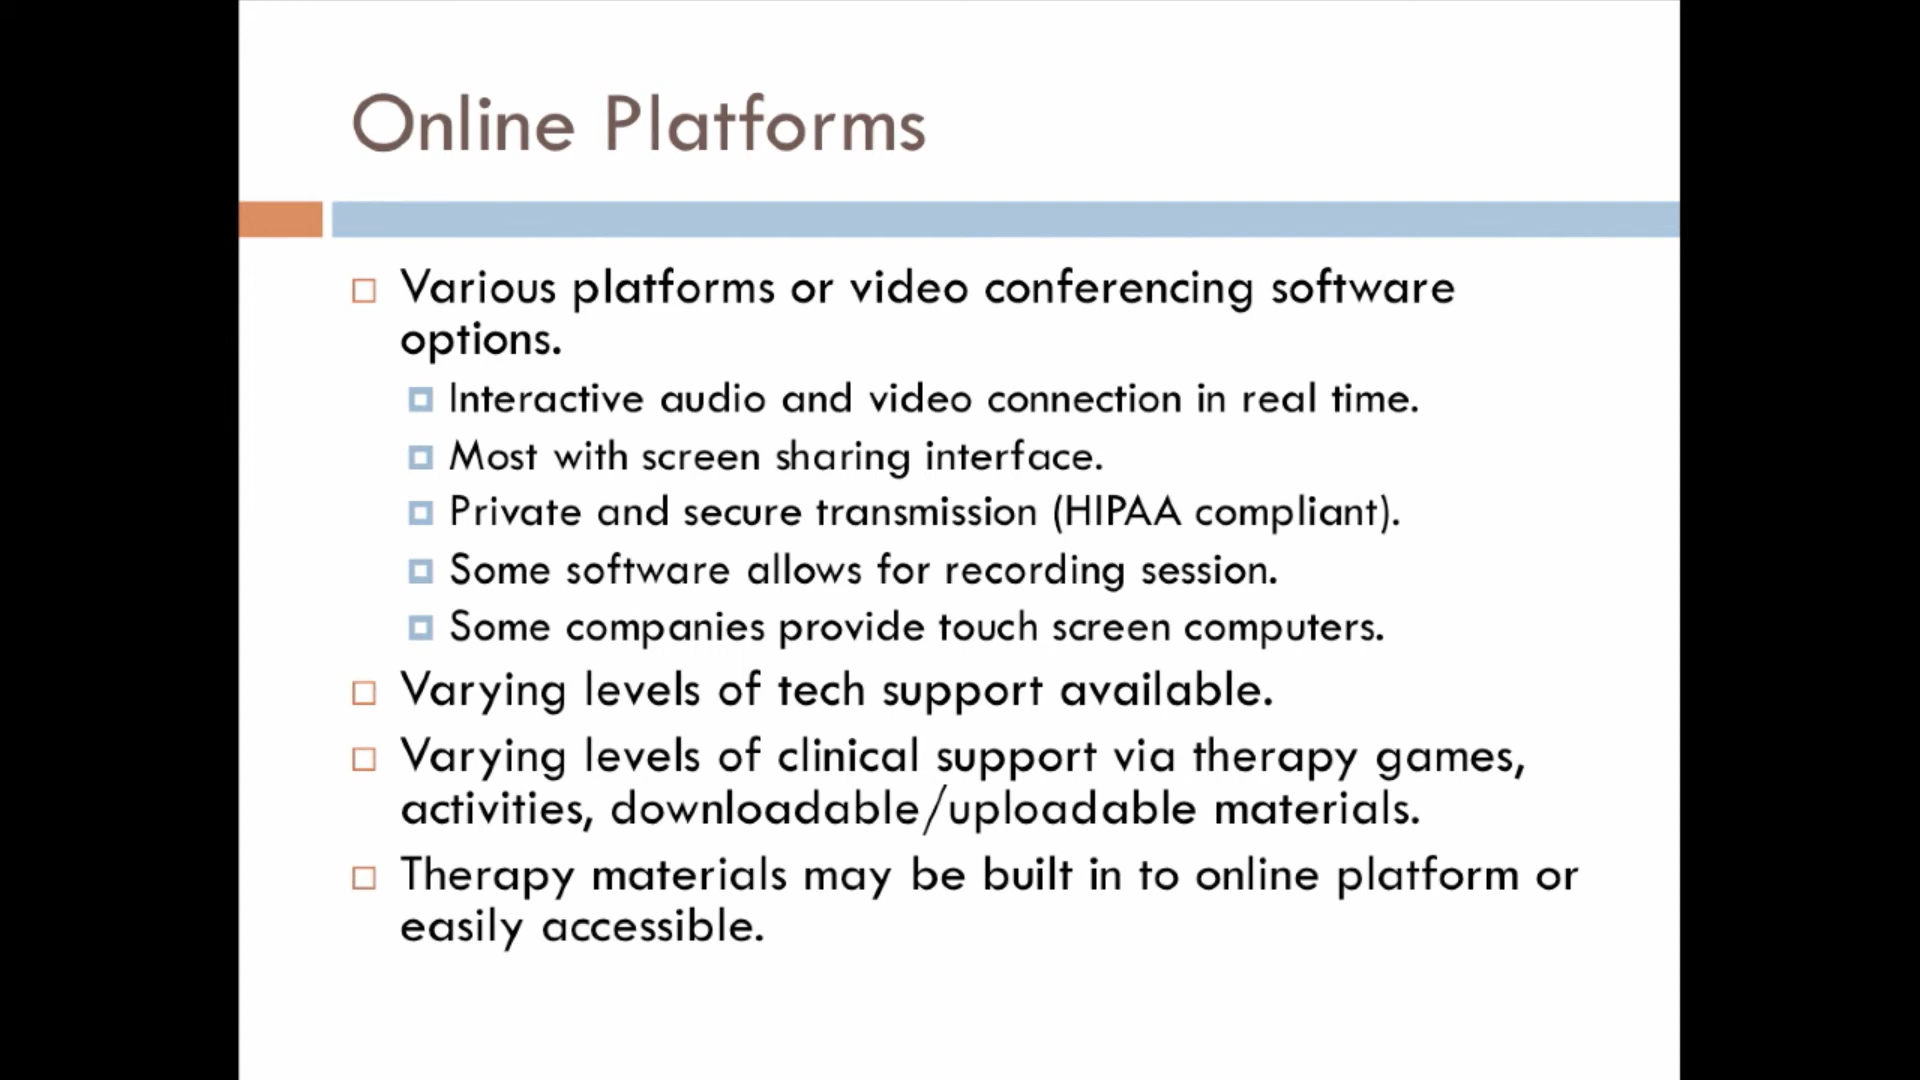 Online Platforms
Various platforms or video conferencing software
options.
Interactive audio and video connection in real time.
Most with screen sharing interface.
Private and secure transmission (HIPAA compliant).
Some software allows for recording session.
Some companies provide touch screen computers.
Varying levels of tech support available.
Varying levels of clinical support via therapy games,
activities, downloadable/uploadable materials.
Therapy materials may be built in to online platform or
easily accessible.